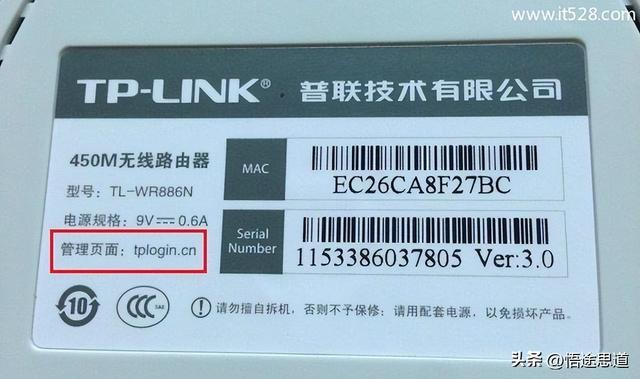 www.it528.com
TP-LINK® 普联技术有限公司
450M无线路由器
型号: TL-WR886N
电源规格: 9V⎓0.6A
管理页面: tplogin.cn
MAC
EC26CA8F27BC
Serial
Number
1153386037805 Ver:3.0
10
CCC
S&E
! 请勿擅自拆机，否则不予保修；请用配套电源，以免损坏产品。
头条 @悟途思道